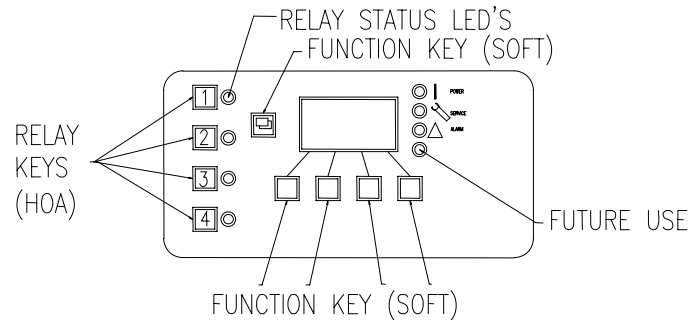 RELAY STATUS LED'S
FUNCTION KEY (SOFT)
1
POWER
SERVICE
2
ALARM
RELAY
KEYS
(HOA)
3
4
FUTURE USE
FUNCTION KEY (SOFT)